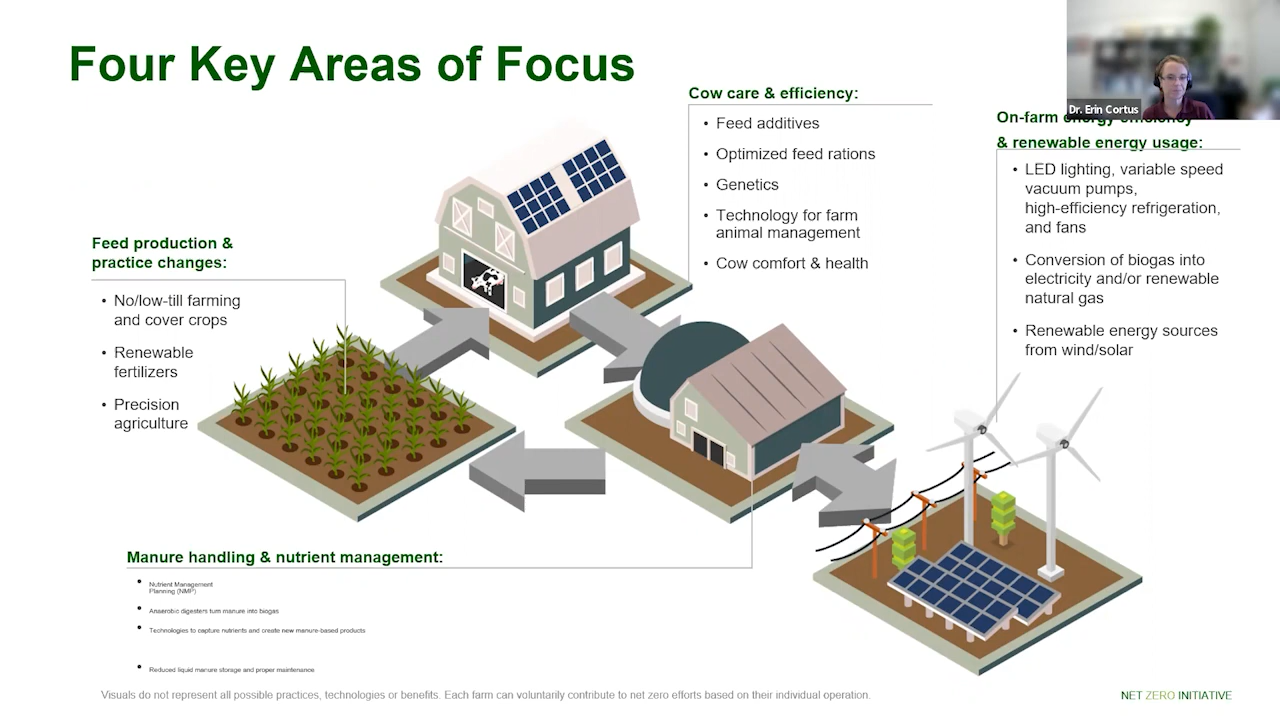 Four Key Areas of Focus
Dr. Erin Cortus
Cow care & efficiency:
• Feed additives
• Optimized feed rations
• Genetics
• Technology for farm
animal management
• Cow comfort & health
On-farm energy efficiency
& renewable energy usage:
• LED lighting, variable speed
vacuum pumps,
high-efficiency refrigeration,
and fans
• Conversion of biogas into
electricity and/or renewable
natural gas
• Renewable energy sources
from wind/solar
Feed production &
practice changes:
• No/low-till farming
and cover crops
• Renewable
fertilizers
• Precision
agriculture
Manure handling & nutrient management:
• Nutrient Management
Planning (NMP)
• Anaerobic digesters turn manure into biogas
• Technologies to capture nutrients and create new manure-based products
• Reduced liquid manure storage and proper maintenance
Visuals do not represent all possible practices, technologies or benefits. Each farm can voluntarily contribute to net zero efforts based on their individual operation.
NET ZERO INITIATIVE